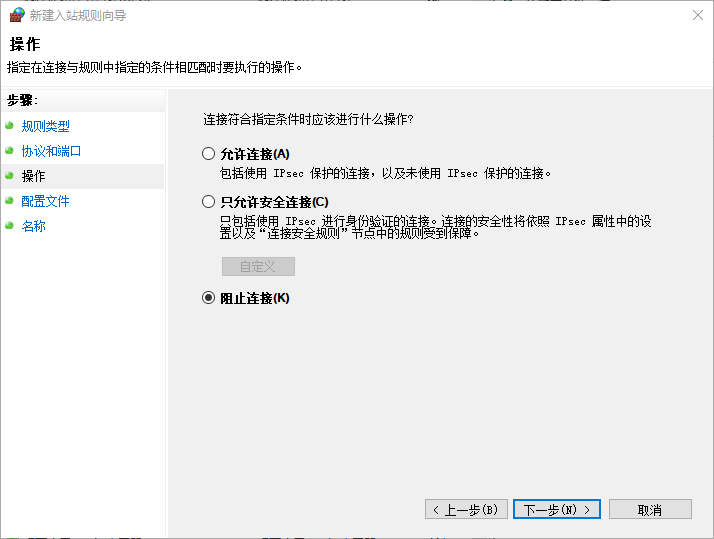 新建入站规则向导
操作
指定在连接与规则中指定的条件相匹配时要执行的操作。
步骤:
规则类型
协议和端口
操作
配置文件
名称
连接符合指定条件时应该进行什么操作?
允许连接(A)
包括使用 IPsec 保护的连接，以及未使用 IPsec 保护的连接。
只允许安全连接(C)
只包括使用 IPsec 进行身份验证的连接。连接的安全性将依照 IPsec 属性中的设
置以及“连接安全规则”节点中的规则受到保障。
自定义
阻止连接(K)
< 上一步(B)
下一步(N) >
取消